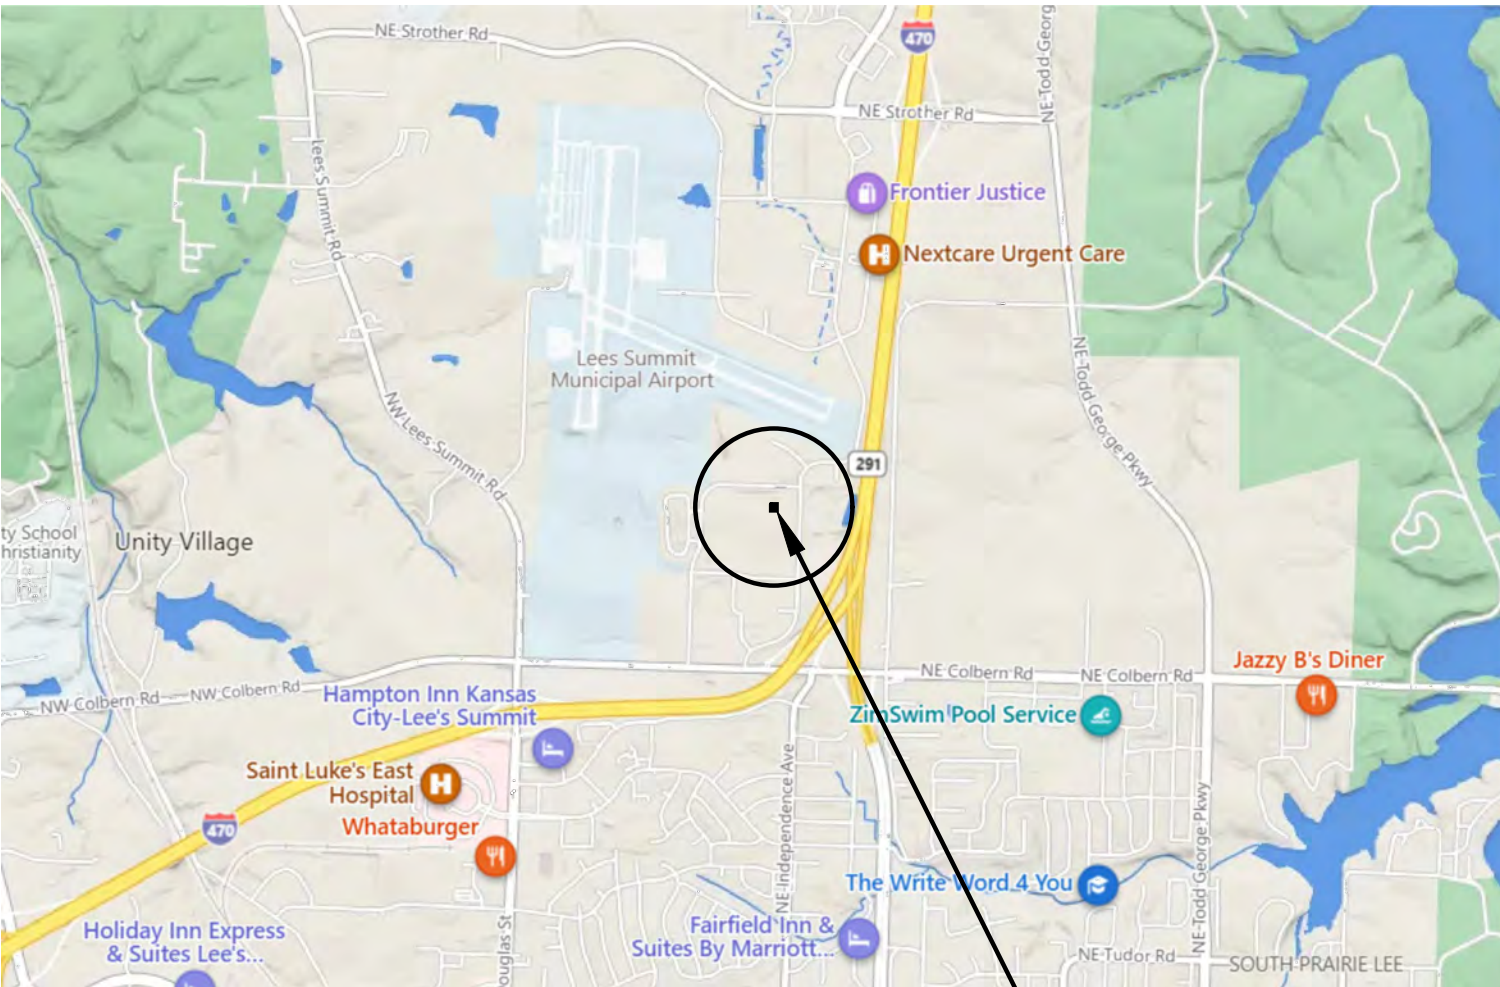 NE Strother Rd
470
NE-Todd-Georg
NE Strother Rd
Lees Summit Rd
Frontier Justice
Nextcare Urgent Care
Lees Summit
Municipal Airport
NE-Todd-George-Pkwy
NW-Lees-Summit Rd
291
ty School
hristianity
Unity Village
NE Colbern Rd
NE Colbern Rd
Jazzy B's Diner
NW Colbern Rd
NW Colbern Rd
Hampton Inn Kansas
City-Lee's Summit
ZimSwim Pool Service
Saint Luke's East
Hospital
Whataburger
470
NE-Independence Ave
NE-Todd George-Pkwy
The Write Word 4 You
Holiday Inn Express
& Suites Lee's...
ouglas St
Fairfield Inn &
Suites By Marriott...
NE-Tudor Rd
SOUTH PRAIRIE LEE